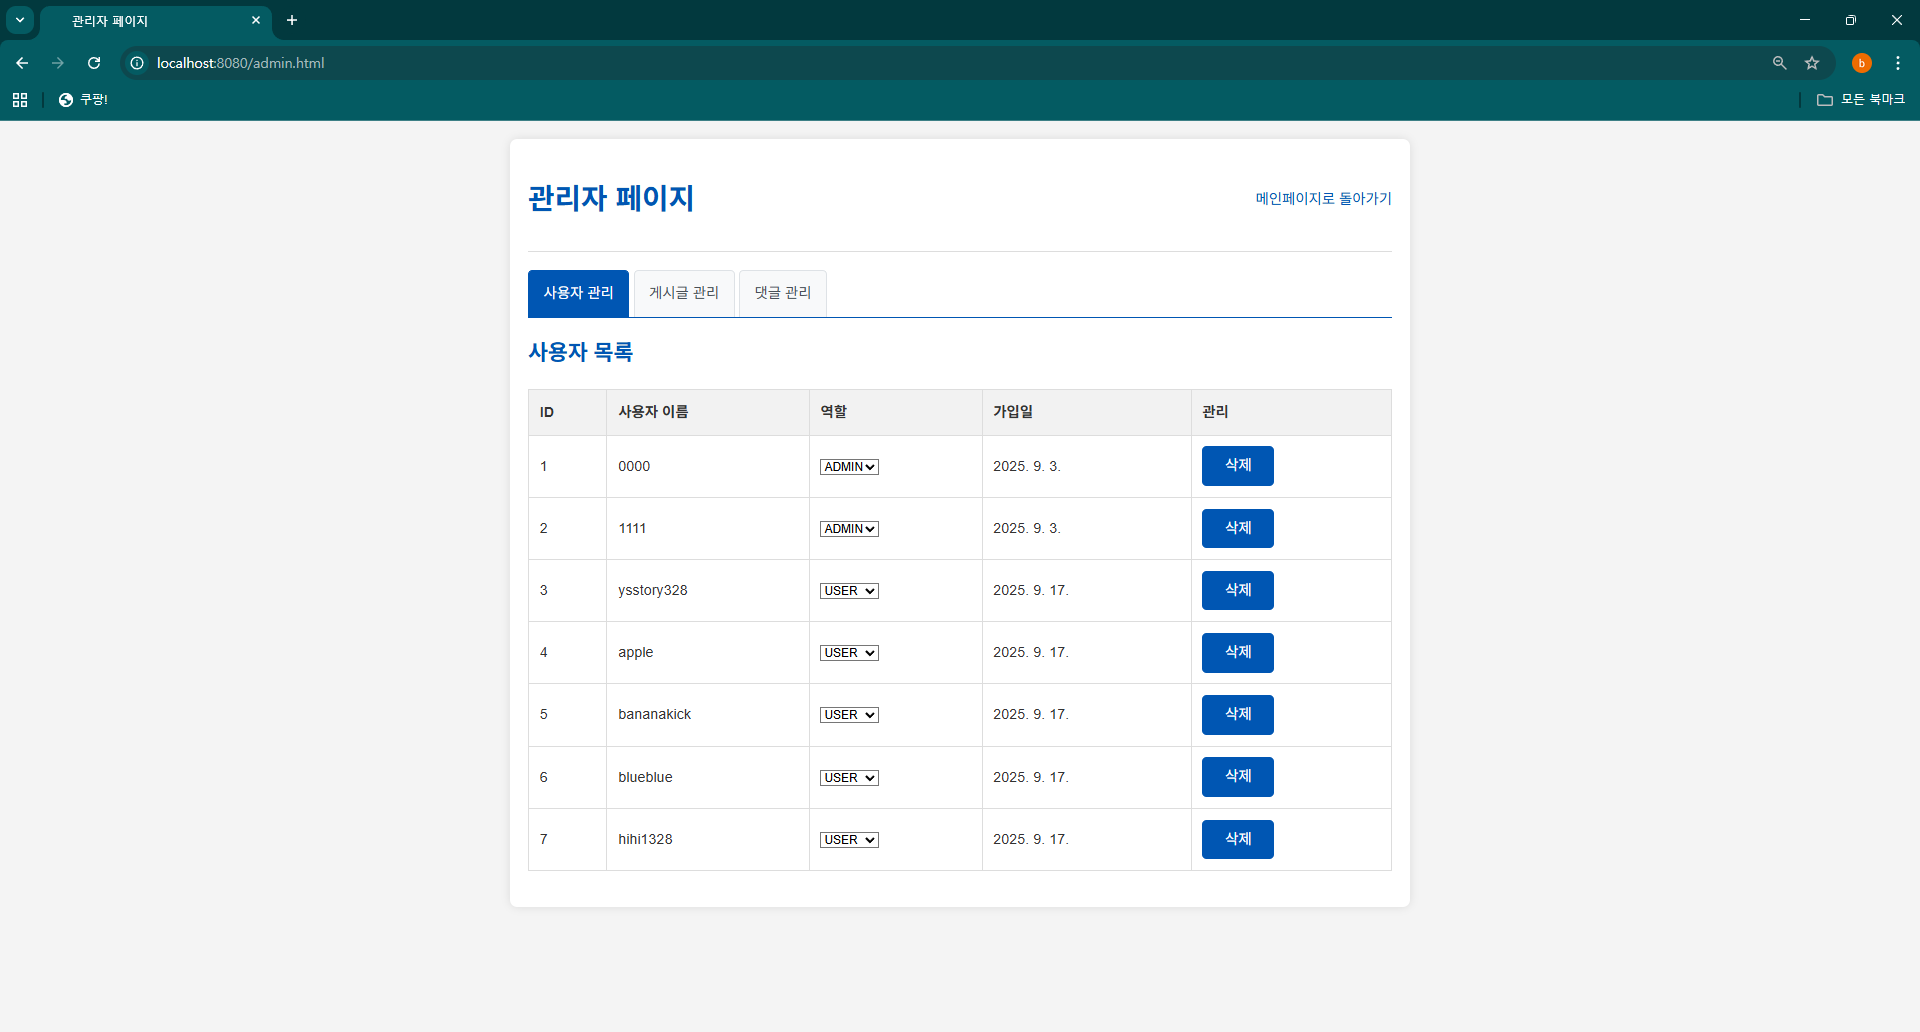 관리자 페이지
localhost:8080/admin.html
b
쿠팡!
모든 북마크
관리자 페이지
메인페이지로 돌아가기
사용자 관리 게시글 관리 댓글 관리
사용자 목록
ID 사용자 이름 역할 가입일 관리
1 0000 ADMIN 2025. 9. 3. 삭제
2 1111 ADMIN 2025. 9. 3. 삭제
3 ysstory328 USER 2025. 9. 17. 삭제
4 apple USER 2025. 9. 17. 삭제
5 bananakick USER 2025. 9. 17. 삭제
6 blueblue USER 2025. 9. 17. 삭제
7 hihi1328 USER 2025. 9. 17. 삭제